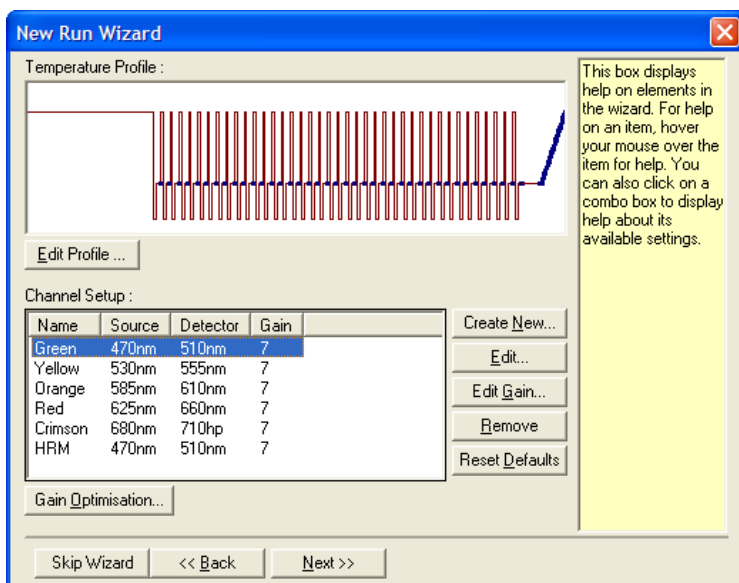 New Run Wizard
Temperature Profile :
This box displays
help on elements in
the wizard. For help
on an item, hover
your mouse over the
item for help. You
can also click on a
combo box to display
help about its
available settings.
Edit Profile ...
Channel Setup :
Name Source Detector Gain
Green 470nm 510nm 7
Yellow 530nm 555nm 7
Orange 585nm 610nm 7
Red 625nm 660nm 7
Crimson 680nm 710hp 7
HRM 470nm 510nm 7
Create New...
Edit...
Edit Gain...
Remove
Reset Defaults
Gain Optimisation...
Skip Wizard << Back Next >>